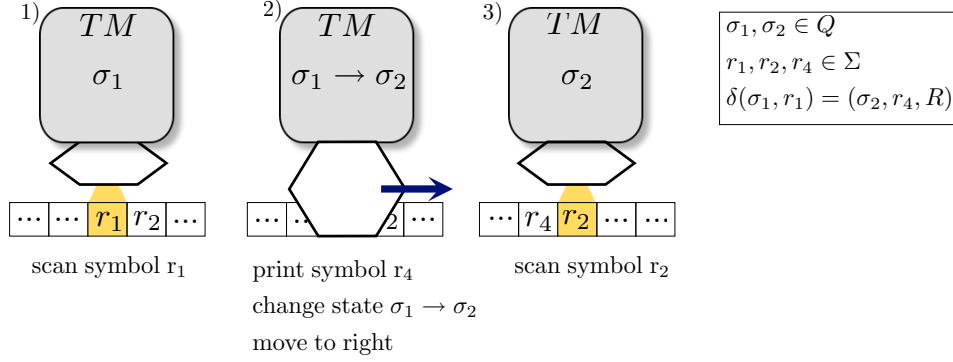 1)
TM
σ₁
... ... r₁ r₂ ...
scan symbol r₁
2)
TM
σ₁ → σ₂
... ... 2 ...
print symbol r₄
change state σ₁ → σ₂
move to right
3)
TM
σ₂
... r₄ r₂ ... ...
scan symbol r₂
σ₁, σ₂ ∈ Q
r₁, r₂, r₄ ∈ Σ
δ(σ₁, r₁) = (σ₂, r₄, R)